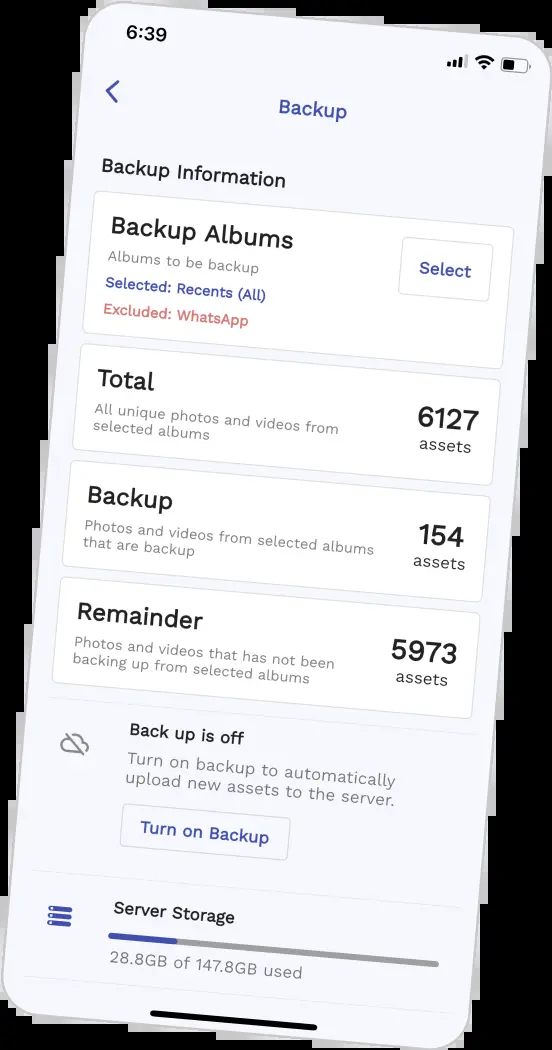 6:39
Backup
Backup Information
Backup Albums
Albums to be backup
Selected: Recents (All)
Excluded: WhatsApp
Select
Total
All unique photos and videos from
selected albums
6127
assets
Backup
Photos and videos from selected albums
that are backup
154
assets
Remainder
Photos and videos that has not been
backing up from selected albums
5973
assets
Back up is off
Turn on backup to automatically
upload new assets to the server.
Turn on Backup
Server Storage
28.8GB of 147.8GB used